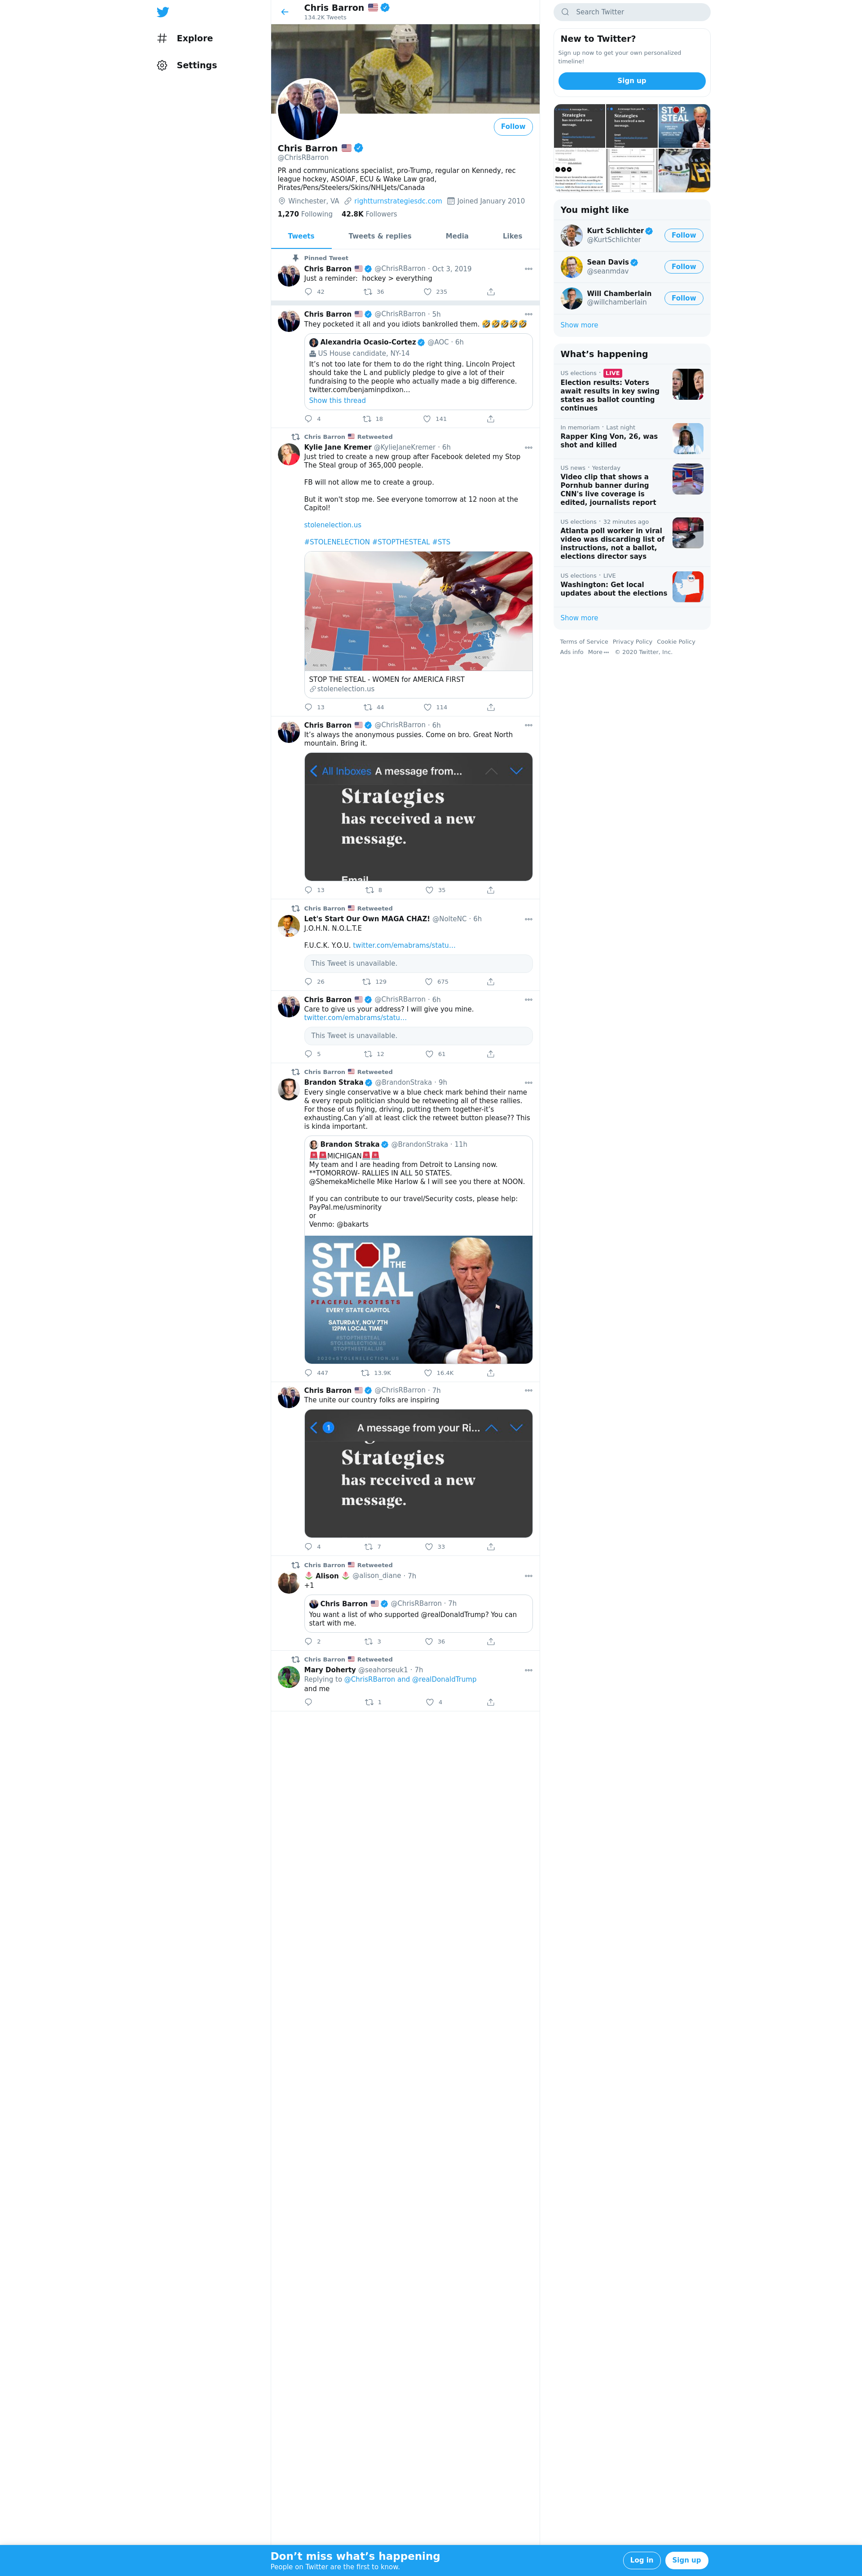 Explore
Settings
Chris Barron 🇺🇸
134.2K Tweets
Follow
Chris Barron 🇺🇸
@ChrisRBarron
PR and communications specialist, pro-Trump, regular on Kennedy, rec
league hockey, ASOIAF, ECU & Wake Law grad,
Pirates/Pens/Steelers/Skins/NHLJets/Canada
Winchester, VA rightturnstrategiesdc.com Joined January 2010
1,270 Following 42.8K Followers
Tweets Tweets & replies Media Likes
Pinned Tweet
Chris Barron 🇺🇸 @ChrisRBarron · Oct 3, 2019
Just a reminder: hockey > everything
42 36 235
Chris Barron 🇺🇸 @ChrisRBarron · 5h
They pocketed it all and you idiots bankrolled them. 🤣🤣🤣🤣🤣
Alexandria Ocasio-Cortez @AOC · 6h
US House candidate, NY-14
It's not too late for them to do the right thing. Lincoln Project
should take the L and publicly pledge to give a lot of their
fundraising to the people who actually made a big difference.
twitter.com/benjaminpdixon…
Show this thread
4 18 141
Chris Barron 🇺🇸 Retweeted
Kylie Jane Kremer @KylieJaneKremer · 6h
Just tried to create a new group after Facebook deleted my Stop
The Steal group of 365,000 people.
FB will not allow me to create a group.
But it won't stop me. See everyone tomorrow at 12 noon at the
Capitol!
stolenelection.us
#STOLENELECTION #STOPTHESTEAL #STS
STOP THE STEAL - WOMEN for AMERICA FIRST
stolenelection.us
13 44 114
Chris Barron 🇺🇸 @ChrisRBarron · 6h
It's always the anonymous pussies. Come on bro. Great North
mountain. Bring it.
All Inboxes A message from...
Strategies
has received a new
message.
Email
13 8 35
Chris Barron 🇺🇸 Retweeted
Let's Start Our Own MAGA CHAZ! @NolteNC · 6h
J.O.H.N. N.O.L.T.E
F.U.C.K. Y.O.U. twitter.com/emabrams/statu…
This Tweet is unavailable.
26 129 675
Chris Barron 🇺🇸 @ChrisRBarron · 6h
Care to give us your address? I will give you mine.
twitter.com/emabrams/statu…
This Tweet is unavailable.
5 12 61
Chris Barron 🇺🇸 Retweeted
Brandon Straka @BrandonStraka · 9h
Every single conservative w a blue check mark behind their name
& every repub politician should be retweeting all of these rallies.
For those of us flying, driving, putting them together-it's
exhausting.Can y'all at least click the retweet button please?? This
is kinda important.
Brandon Straka @BrandonStraka · 11h
🚨🚨MICHIGAN🚨🚨
My team and I are heading from Detroit to Lansing now.
**TOMORROW- RALLIES IN ALL 50 STATES.
@ShemekaMichelle Mike Harlow & I will see you there at NOON.
If you can contribute to our travel/Security costs, please help:
PayPal.me/usminority
or
Venmo: @bakarts
STOP THE
STEAL
PEACEFUL PROTESTS
EVERY STATE CAPITOL
SATURDAY, NOV 7TH
12PM LOCAL TIME
#STOPTHESTEAL
STOLENELECTION.US
STOPTHESTEAL.US
447 13.9K 16.4K
Chris Barron 🇺🇸 @ChrisRBarron · 7h
The unite our country folks are inspiring
1 A message from your Ri...
Strategies
has received a new
message.
4 7 33
Chris Barron 🇺🇸 Retweeted
🌷 Alison 🌷 @alison_diane · 7h
+1
Chris Barron 🇺🇸 @ChrisRBarron · 7h
You want a list of who supported @realDonaldTrump? You can
start with me.
2 3 36
Chris Barron 🇺🇸 Retweeted
Mary Doherty @seahorseuk1 · 7h
Replying to @ChrisRBarron and @realDonaldTrump
and me
1 4
Search Twitter
New to Twitter?
Sign up now to get your own personalized
timeline!
Sign up
Strategies
has received a new
message.
Strategies
has received a new
message.
STOP THE
STEAL
You might like
Kurt Schlichter
@KurtSchlichter
Follow
Sean Davis
@seanmdav
Follow
Will Chamberlain
@willchamberlain
Follow
Show more
What's happening
US elections · LIVE
Election results: Voters
await results in key swing
states as ballot counting
continues
In memoriam · Last night
Rapper King Von, 26, was
shot and killed
US news · Yesterday
Video clip that shows a
Pornhub banner during
CNN's live coverage is
edited, journalists report
US elections · 32 minutes ago
Atlanta poll worker in viral
video was discarding list of
instructions, not a ballot,
elections director says
US elections · LIVE
Washington: Get local
updates about the elections
Show more
Terms of Service Privacy Policy Cookie Policy
Ads info More © 2020 Twitter, Inc.
Don't miss what's happening
People on Twitter are the first to know.
Log in
Sign up